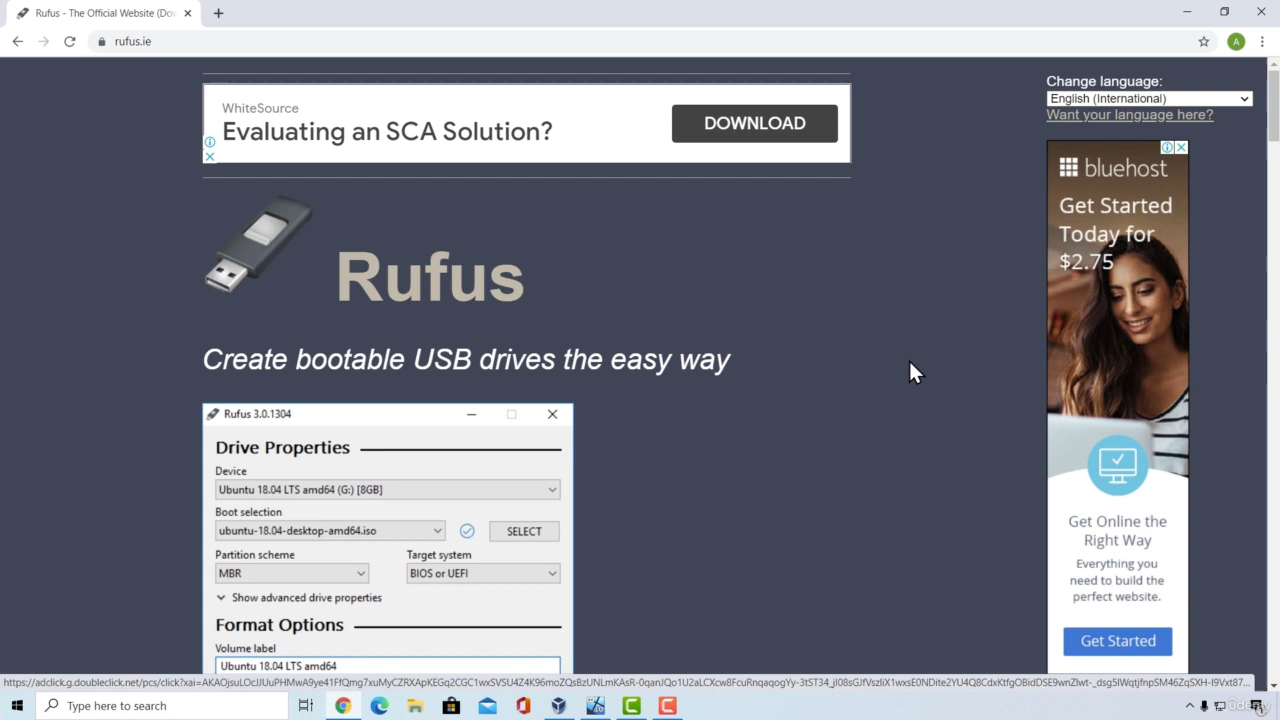 Rufus - The Official Website (Dow
rufus.ie
A
WhiteSource
Evaluating an SCA Solution?
DOWNLOAD
Change language:
English (International)
Want your language here?
bluehost
Get Started
Today for
$2.75
Rufus
Create bootable USB drives the easy way
Rufus 3.0.1304
Drive Properties
Device
Ubuntu 18.04 LTS amd64 (G:) [8GB]
Boot selection
ubuntu-18.04-desktop-amd64.iso
SELECT
Partition scheme
Target system
MBR
BIOS or UEFI
Show advanced drive properties
Format Options
Volume label
Ubuntu 18.04 LTS amd64
Get Online the
Right Way
Everything you
need to build the
perfect website.
Get Started
Type here to search